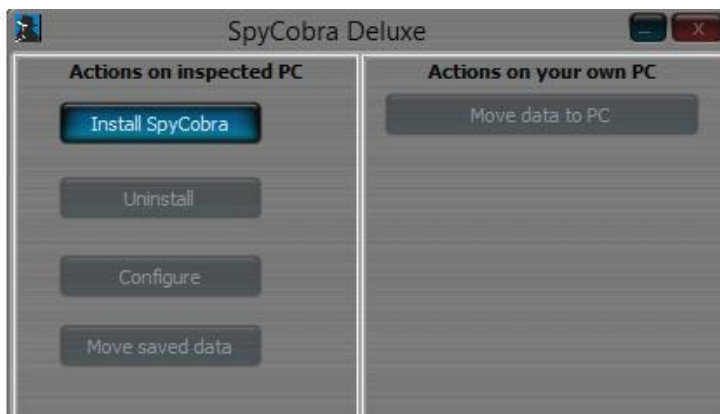 SpyCobra Deluxe
Actions on inspected PC
Install SpyCobra
Uninstall
Configure
Move saved data
Actions on your own PC
Move data to PC